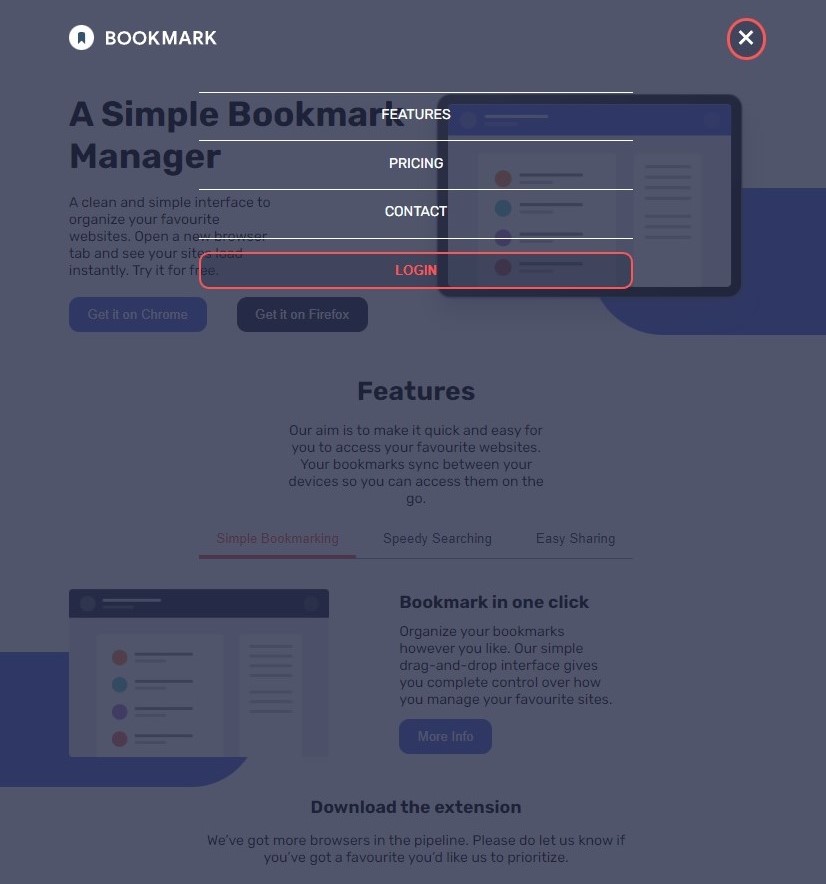 BOOKMARK
FEATURES
PRICING
CONTACT
LOGIN
A Simple Bookmark
Manager
A clean and simple interface to
organize your favourite
websites. Open a new browser
tab and see your sites load
instantly. Try it for free.
Get it on Chrome
Get it on Firefox
Features
Our aim is to make it quick and easy for
you to access your favourite websites.
Your bookmarks sync between your
devices so you can access them on the
go.
Simple Bookmarking
Speedy Searching
Easy Sharing
Bookmark in one click
Organize your bookmarks
however you like. Our simple
drag-and-drop interface gives
you complete control over how
you manage your favourite sites.
More Info
Download the extension
We've got more browsers in the pipeline. Please do let us know if
you've got a favourite you'd like us to prioritize.